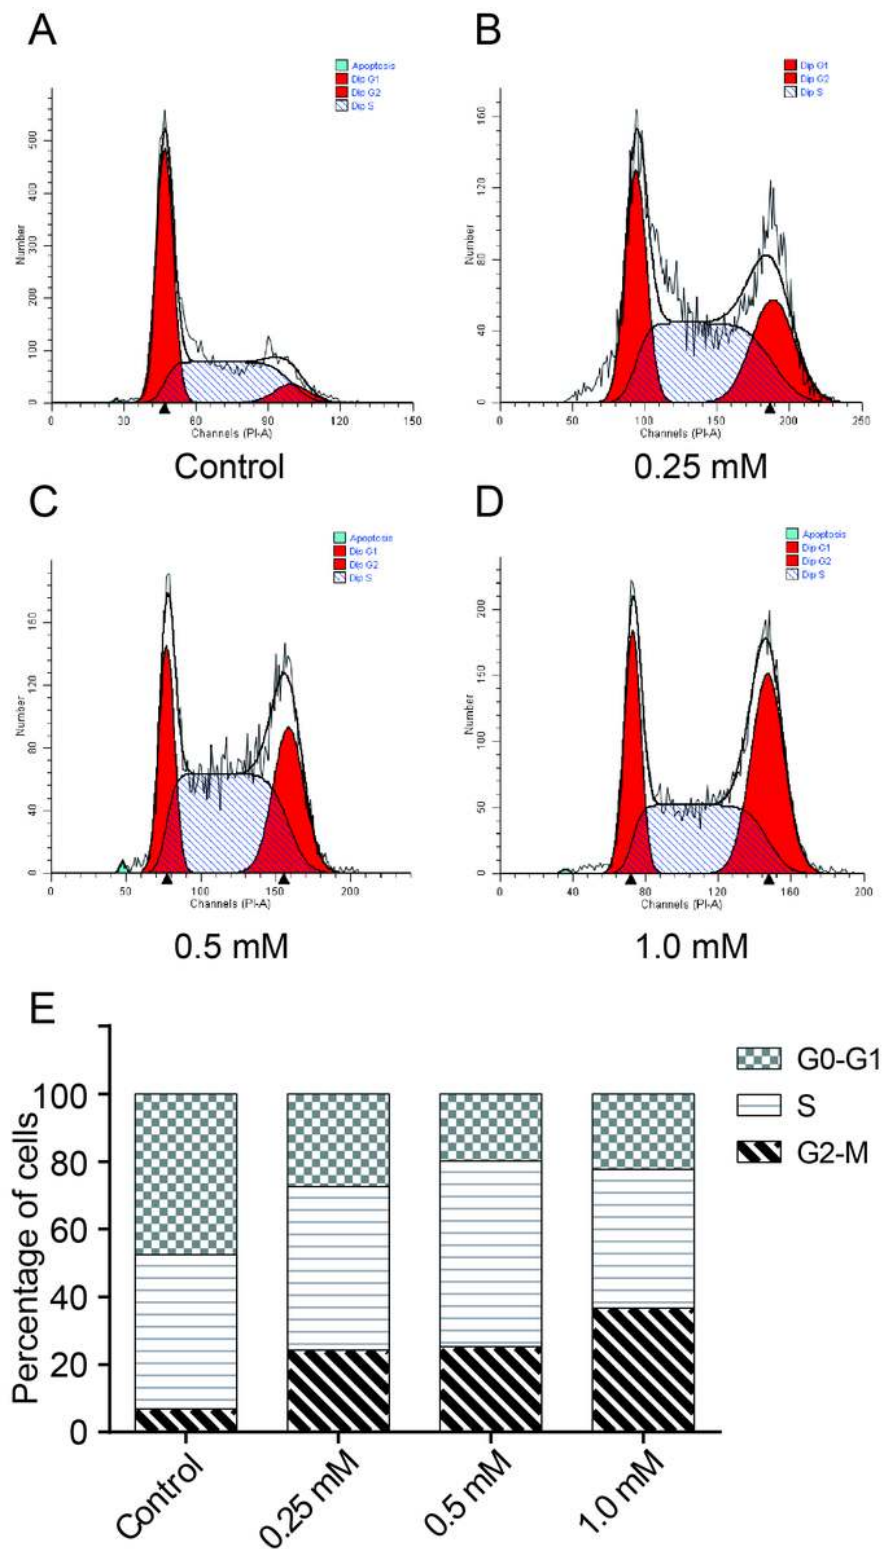 A
Apoptosis
Dip G1
Dip G2
Dip S
Number
500
400
300
200
100
0
0 30 60 90 120 150
Channels (PI-A)
Control
B
Dip G1
Dip G2
Dip S
Number
160
120
80
40
0
0 50 100 150 200 250
Channels (PI-A)
0.25 mM
C
Apoptosis
Dip G1
Dip G2
Dip S
Number
160
120
80
40
0
0 50 100 150 200
Channels (PI-A)
0.5 mM
D
Apoptosis
Dip G1
Dip G2
Dip S
Number
200
150
100
50
0
0 40 80 120 160 200
Channels (PI-A)
1.0 mM
E
Percentage of cells
100
80
60
40
20
0
Control
0.25 mM
0.5 mM
1.0 mM
G0-G1
S
G2-M